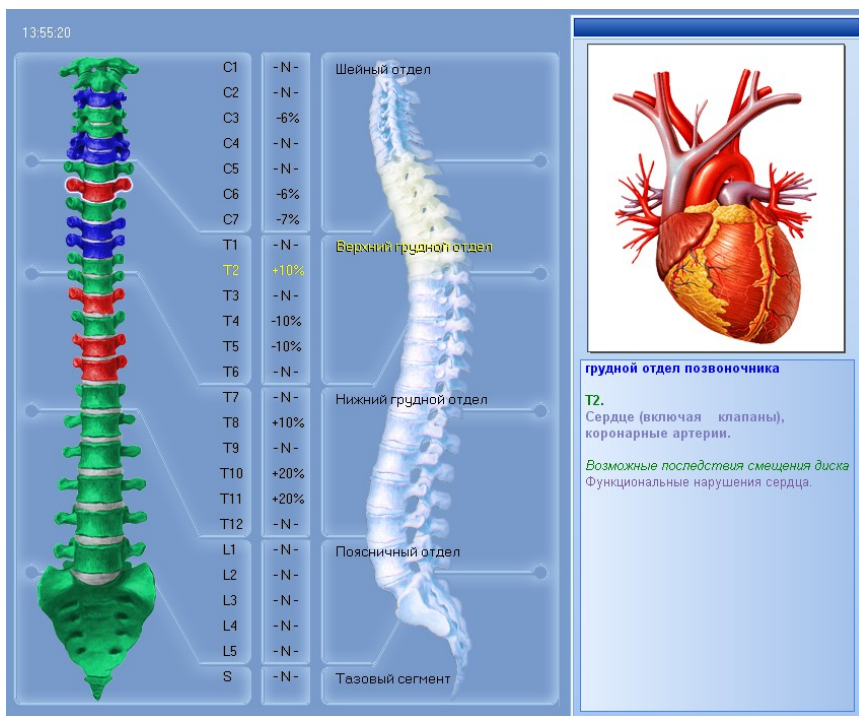 13:55:20
Шейный отдел
C1 -N-
C2 -N-
C3 -6%
C4 -N-
C5 -N-
C6 -6%
C7 -7%
Верхний грудной отдел
T1 -N-
T2 +10%
T3 -N-
T4 -10%
T5 -10%
T6 -N-
Нижний грудной отдел
T7 -N-
T8 +10%
T9 -N-
T10 +20%
T11 +20%
T12 -N-
Поясничный отдел
L1 -N-
L2 -N-
L3 -N-
L4 -N-
L5 -N-
Тазовый сегмент
S -N-
грудной отдел позвоночника
T2.
Сердце (включая клапаны),
коронарные артерии.
Возможные последствия смещения диска
Функциональные нарушения сердца.